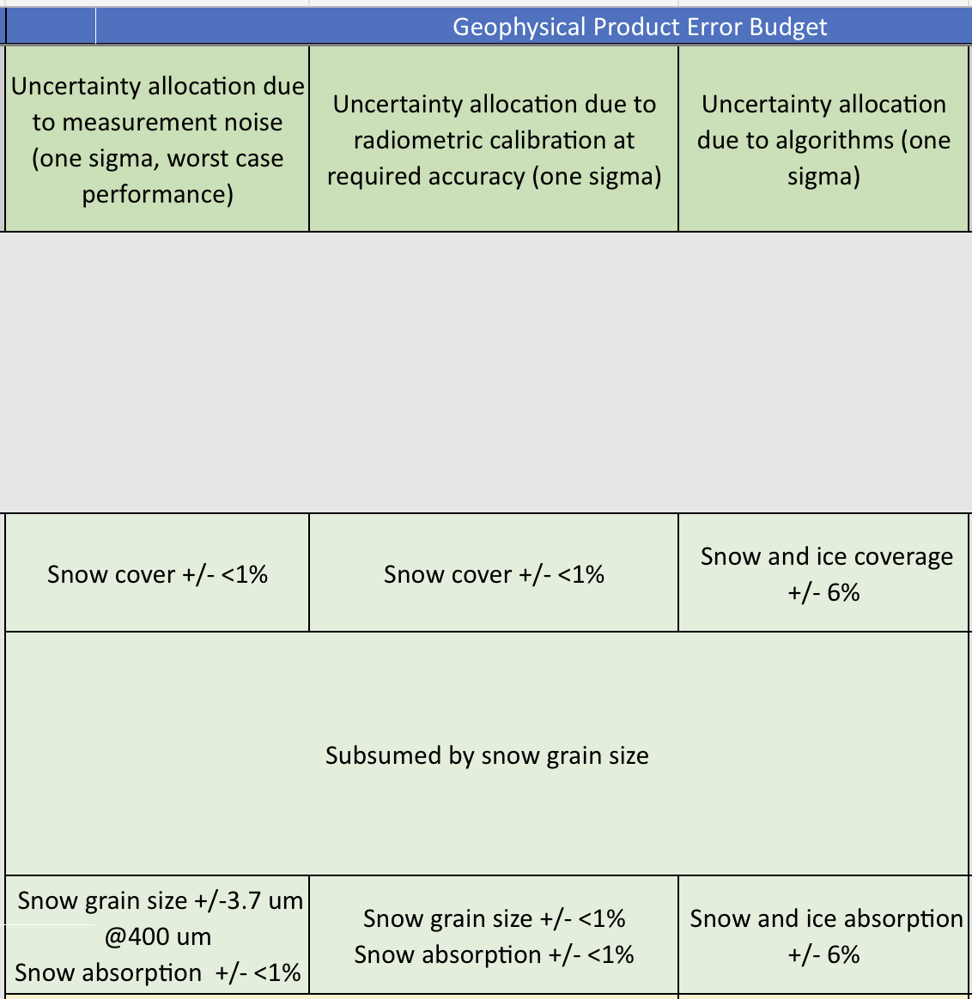 Geophysical Product Error Budget
Uncertainty allocation due
to measurement noise
(one sigma, worst case
performance)
Uncertainty allocation due to
radiometric calibration at
required accuracy (one sigma)
Uncertainty allocation
due to algorithms (one
sigma)
Snow cover +/- <1%
Snow cover +/- <1%
Snow and ice coverage
+/- 6%
Subsumed by snow grain size
Snow grain size +/-3.7 um
@400 um
Snow absorption  +/- <1%
Snow grain size +/- <1%
Snow absorption +/- <1%
Snow and ice absorption
+/- 6%